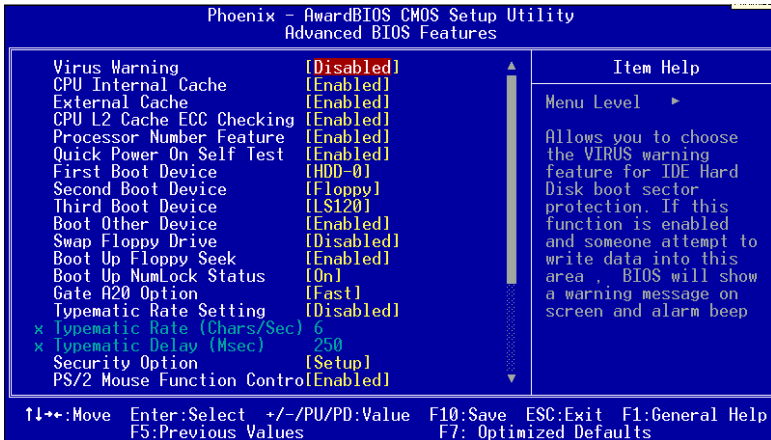 Phoenix - AwardBIOS CMOS Setup Utility
Advanced BIOS Features
Virus Warning [Disabled]
CPU Internal Cache [Enabled]
External Cache [Enabled]
CPU L2 Cache ECC Checking [Enabled]
Processor Number Feature [Enabled]
Quick Power On Self Test [Enabled]
First Boot Device [HDD-0]
Second Boot Device [Floppy]
Third Boot Device [LS120]
Boot Other Device [Enabled]
Swap Floppy Drive [Disabled]
Boot Up Floppy Seek [Enabled]
Boot Up NumLock Status [On]
Gate A20 Option [Fast]
Typematic Rate Setting [Disabled]
x Typematic Rate (Chars/Sec) 6
x Typematic Delay (Msec) 250
Security Option [Setup]
PS/2 Mouse Function Contro[Enabled]
Item Help
Menu Level ►
Allows you to choose
the VIRUS warning
feature for IDE Hard
Disk boot sector
protection. If this
function is enabled
and someone attempt to
write data into this
area , BIOS will show
a warning message on
screen and alarm beep
↑↓→←:Move Enter:Select +/-/PU/PD:Value F10:Save ESC:Exit F1:General Help
F5:Previous Values F7: Optimized Defaults